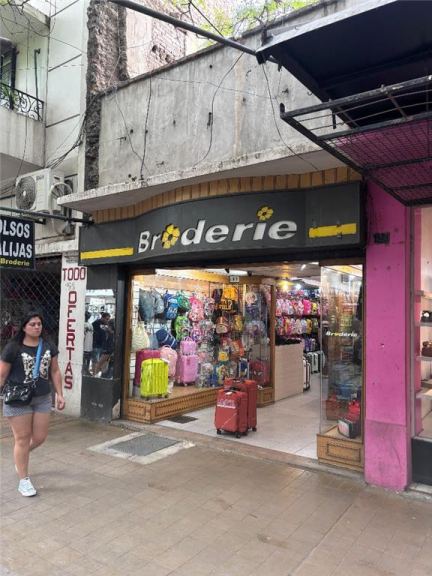 Broderie
OLSOS
ALIJAS
Broderie
TODO
OFERTAS
Broderie